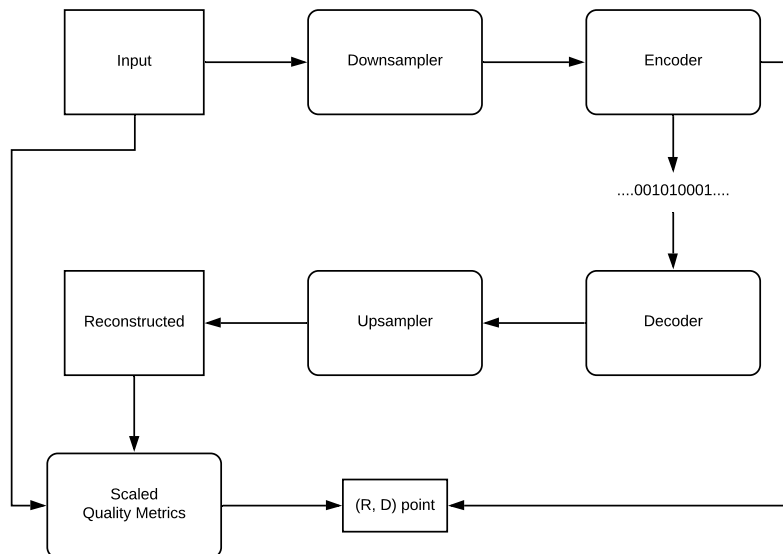 Input
Downsampler
Encoder
....001010001....
Reconstructed
Upsampler
Decoder
Scaled
Quality Metrics
(R, D) point